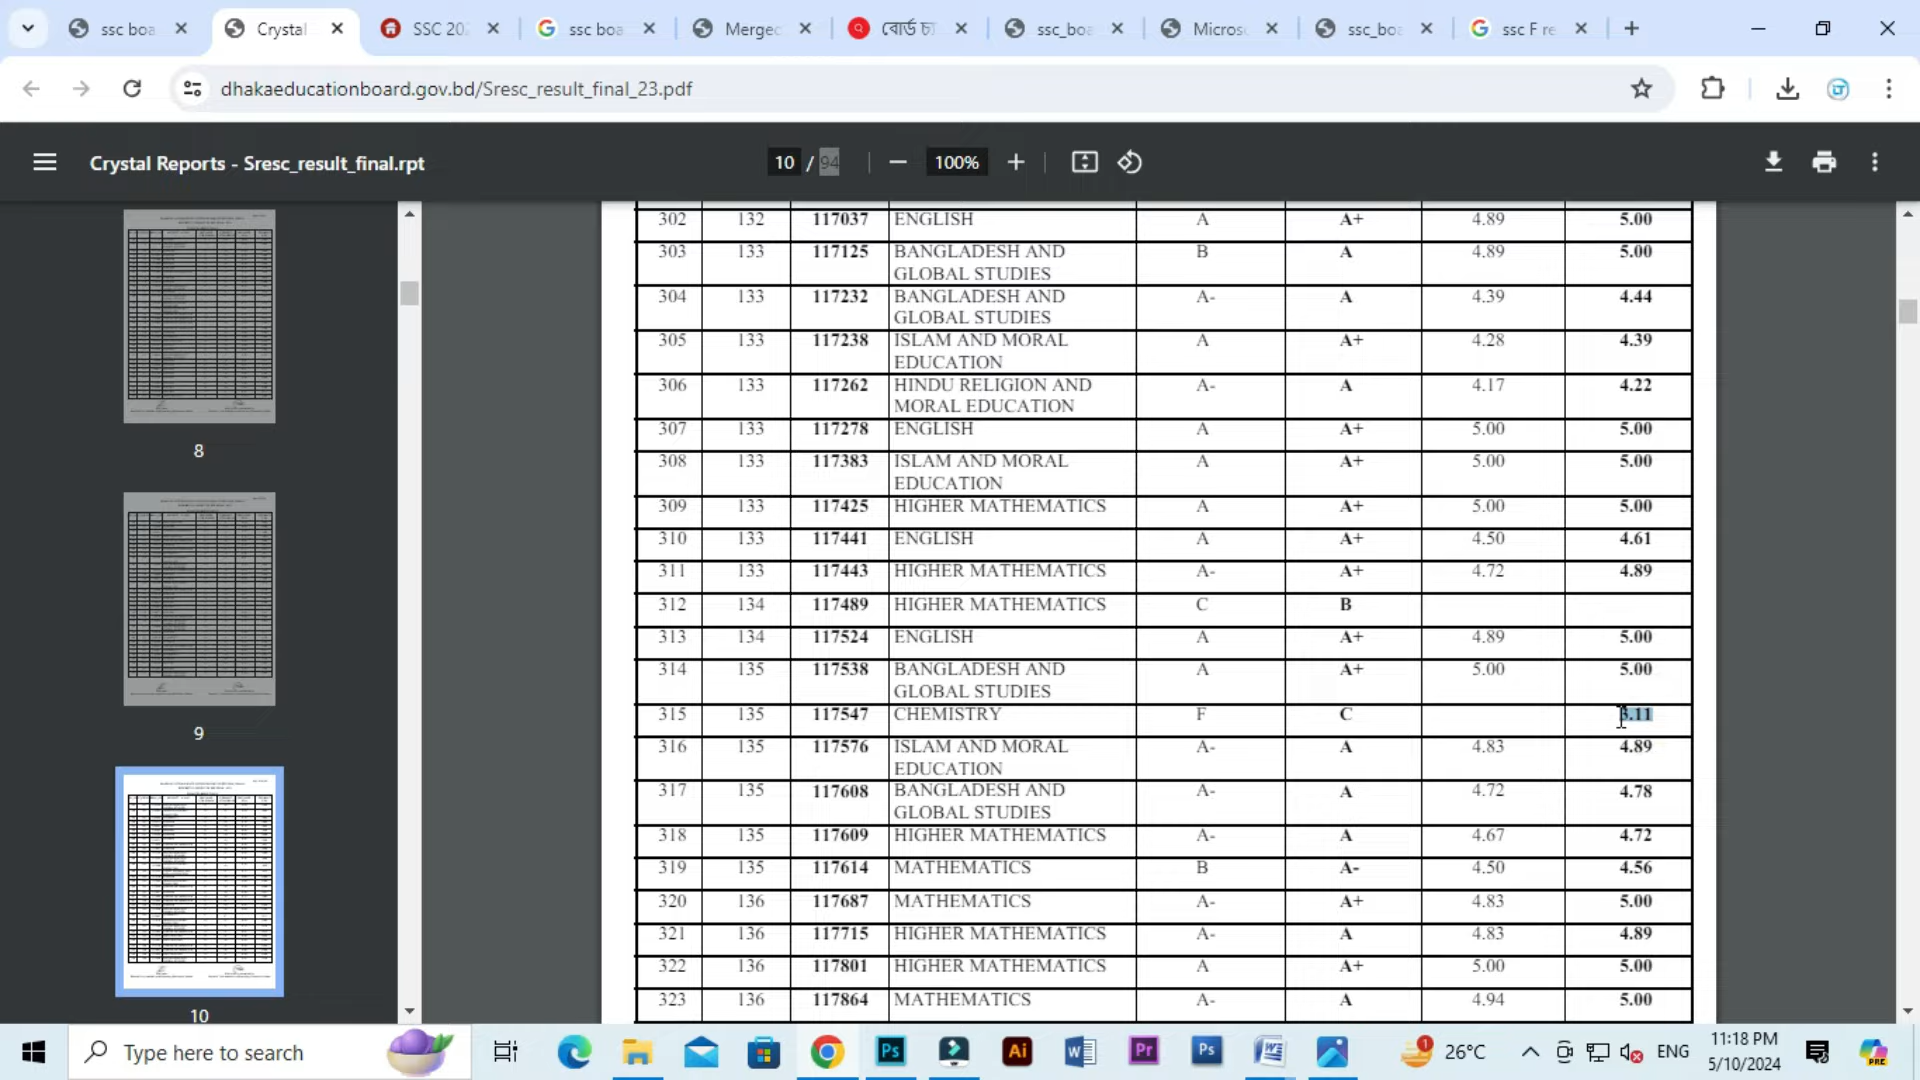 ssc boa
Crystal
SSC 202
ssc boa
Merged
বোর্ড চ
ssc_boa
Micros
ssc_boa
ssc F re
dhakaeducationboard.gov.bd/Sresc_result_final_23.pdf
Crystal Reports - Sresc_result_final.rpt
10 / 94
100%
8
9
10
302 132 117037 ENGLISH A A+ 4.89 5.00
303 133 117125 BANGLADESH AND B A 4.89 5.00
GLOBAL STUDIES
304 133 117232 BANGLADESH AND A- A 4.39 4.44
GLOBAL STUDIES
305 133 117238 ISLAM AND MORAL A A+ 4.28 4.39
EDUCATION
306 133 117262 HINDU RELIGION AND A- A 4.17 4.22
MORAL EDUCATION
307 133 117278 ENGLISH A A+ 5.00 5.00
308 133 117383 ISLAM AND MORAL A A+ 5.00 5.00
EDUCATION
309 133 117425 HIGHER MATHEMATICS A A+ 5.00 5.00
310 133 117441 ENGLISH A A+ 4.50 4.61
311 133 117443 HIGHER MATHEMATICS A- A+ 4.72 4.89
312 134 117489 HIGHER MATHEMATICS C B
313 134 117524 ENGLISH A A+ 4.89 5.00
314 135 117538 BANGLADESH AND A A+ 5.00 5.00
GLOBAL STUDIES
315 135 117547 CHEMISTRY F C 3.11
316 135 117576 ISLAM AND MORAL A- A 4.83 4.89
EDUCATION
317 135 117608 BANGLADESH AND A- A 4.72 4.78
GLOBAL STUDIES
318 135 117609 HIGHER MATHEMATICS A- A 4.67 4.72
319 135 117614 MATHEMATICS B A- 4.50 4.56
320 136 117687 MATHEMATICS A- A+ 4.83 5.00
321 136 117715 HIGHER MATHEMATICS A- A 4.83 4.89
322 136 117801 HIGHER MATHEMATICS A A+ 5.00 5.00
323 136 117864 MATHEMATICS A- A 4.94 5.00
Type here to search
Ps
Ai
Pr
Ps
1
26°C
ENG
11:18 PM
5/10/2024
PRE